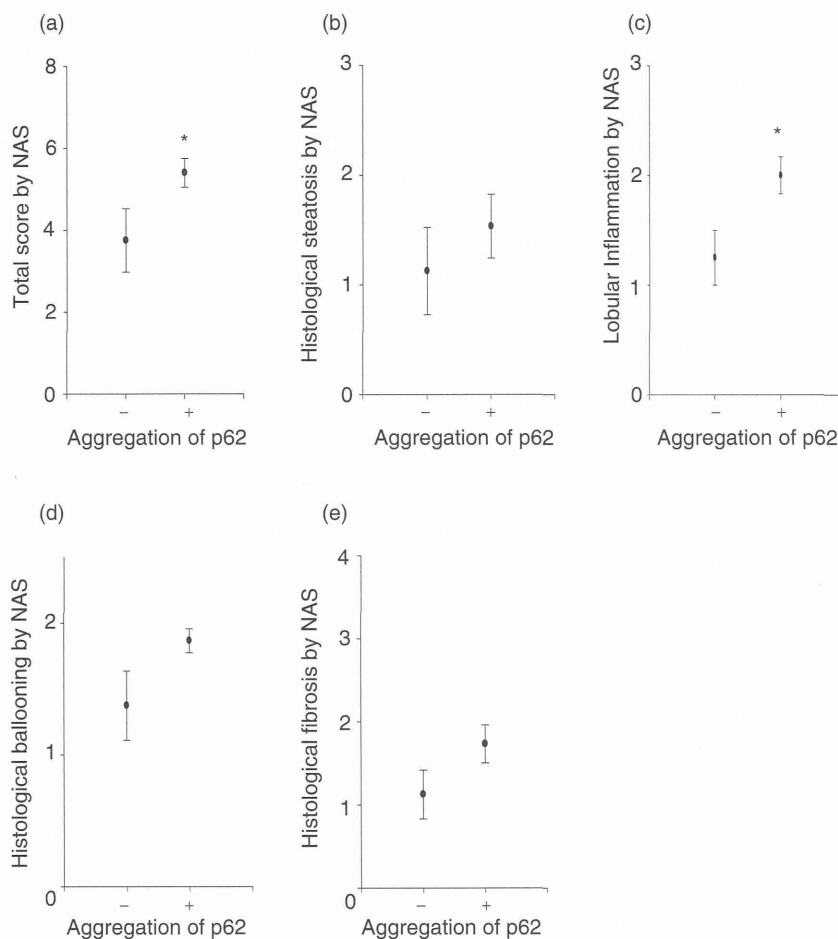 (a)
Total score by NAS
8
6
4
2
0
*
− +
Aggregation of p62
(b)
Histological steatosis by NAS
3
2
1
0
− +
Aggregation of p62
(c)
Lobular Inflammation by NAS
3
2
1
0
*
− +
Aggregation of p62
(d)
Histological ballooning by NAS
2
1
0
− +
Aggregation of p62
(e)
Histological fibrosis by NAS
4
3
2
1
0
− +
Aggregation of p62